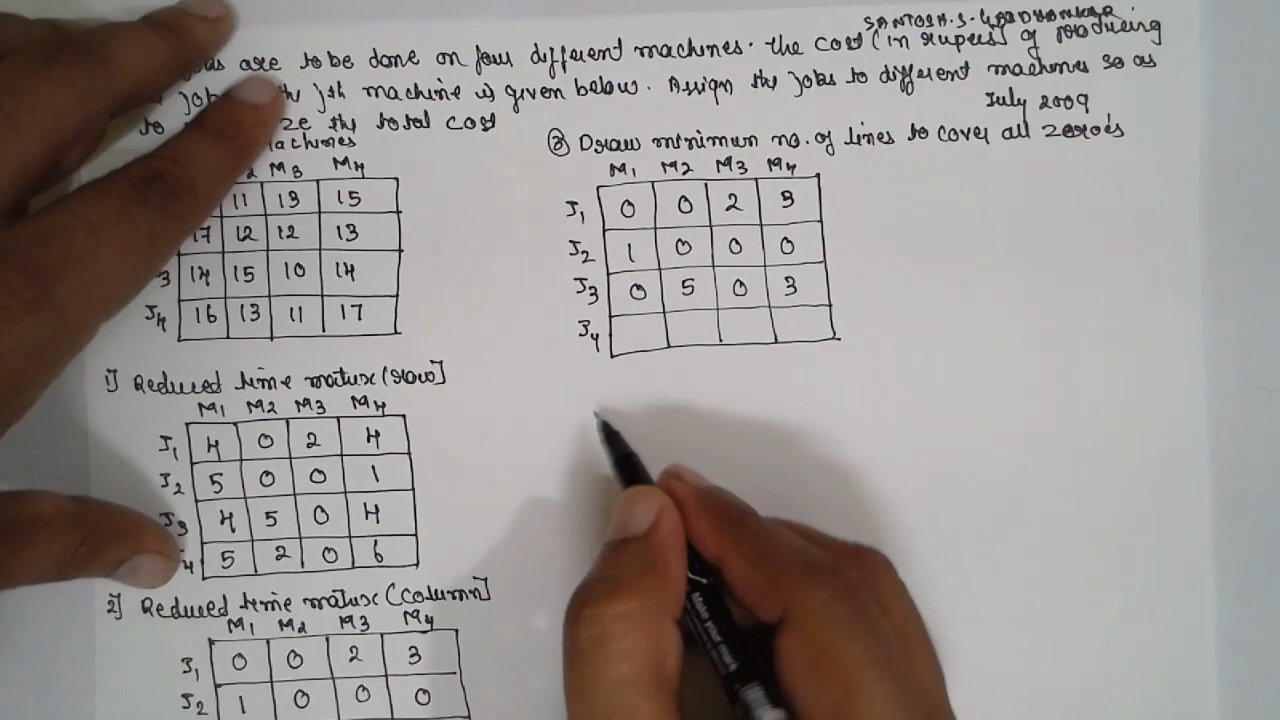 SANTOSH.S.
are to be done on four different machines. The cost (in rupees) of producing
job jth machine is given below. Assign the jobs to different machines so as
to ze the total cost
July 2009
achines
M3 M4
11 13 15
17 12 12 13
3 14 15 10 14
J4 16 13 11 17
1] Reduced time matrix (row]
M1 M2 M3 M4
J1 4 0 2 4
J2 5 0 0 1
J3 4 5 0 4
4 5 2 0 6
2] Reduced time matrix (column]
M1 M2 M3 M4
J1 0 0 2 3
J2 1 0 0 0
③ Draw minimum no. of lines to cover all zero's
M1 M2 M3 M4
J1 0 0 2 3
J2 1 0 0 0
J3 0 5 0 3
J4
Make your mark